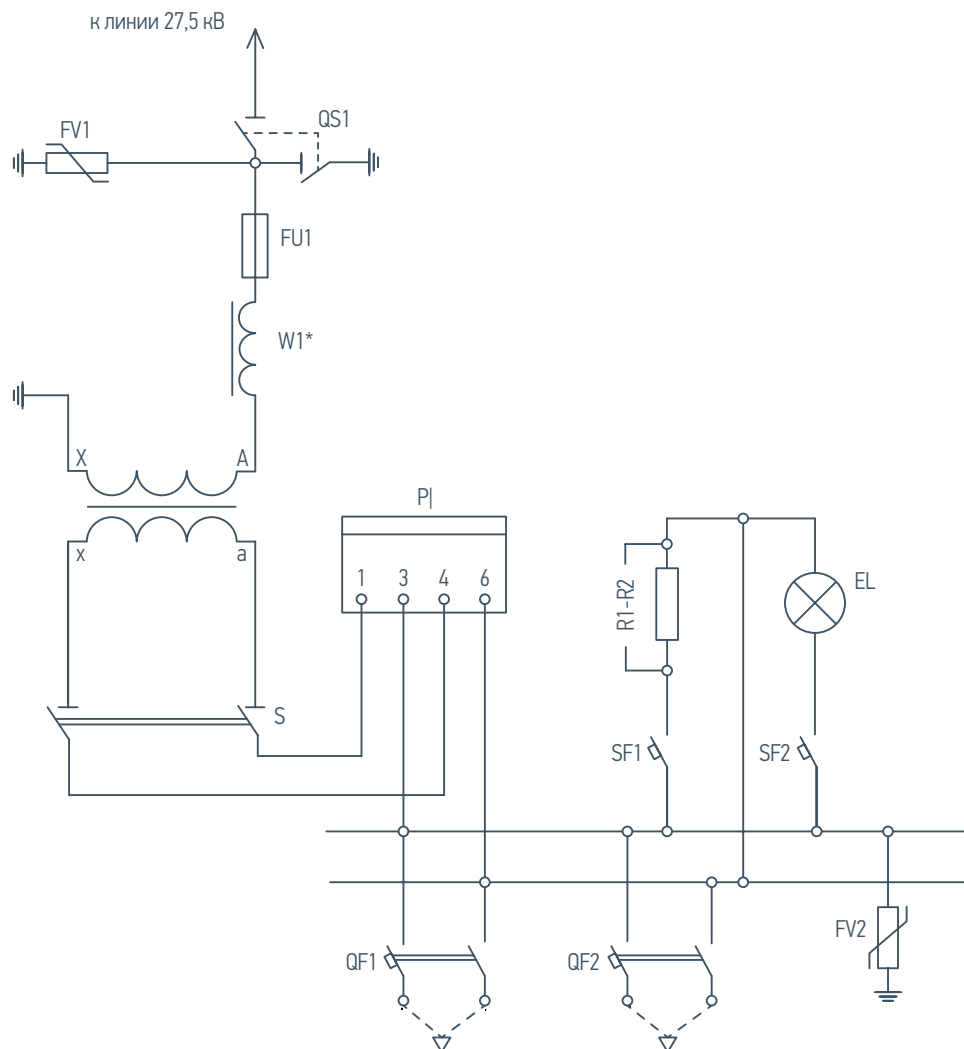 к линии 27,5 кВ
QS1
FV1
FU1
W1*
X
A
x
a
P|
1 3 4 6
R1-R2
EL
S
SF1
SF2
FV2
QF1
QF2